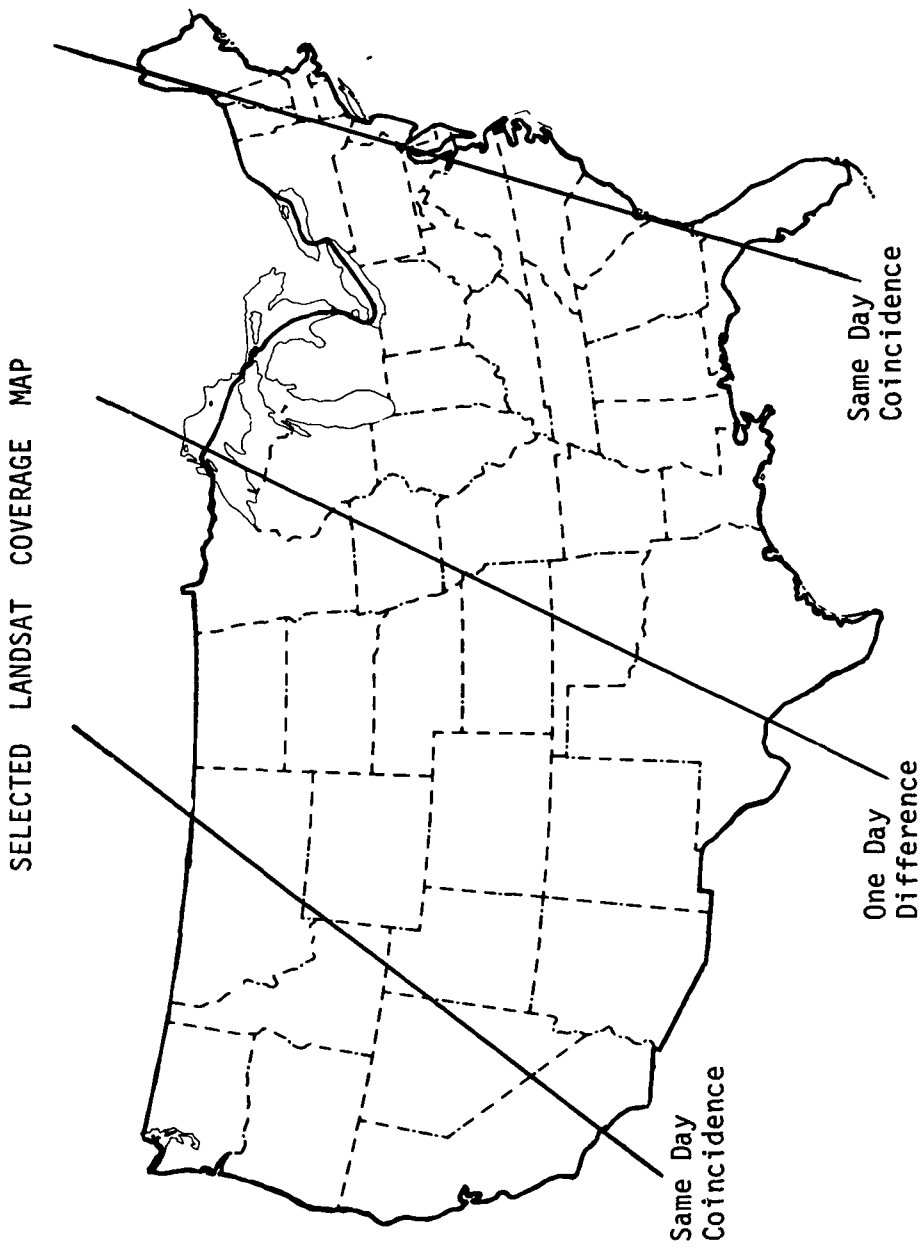 SELECTED LANDSAT COVERAGE MAP
Same Day
Coincidence
One Day
Difference
Same Day
Coincidence